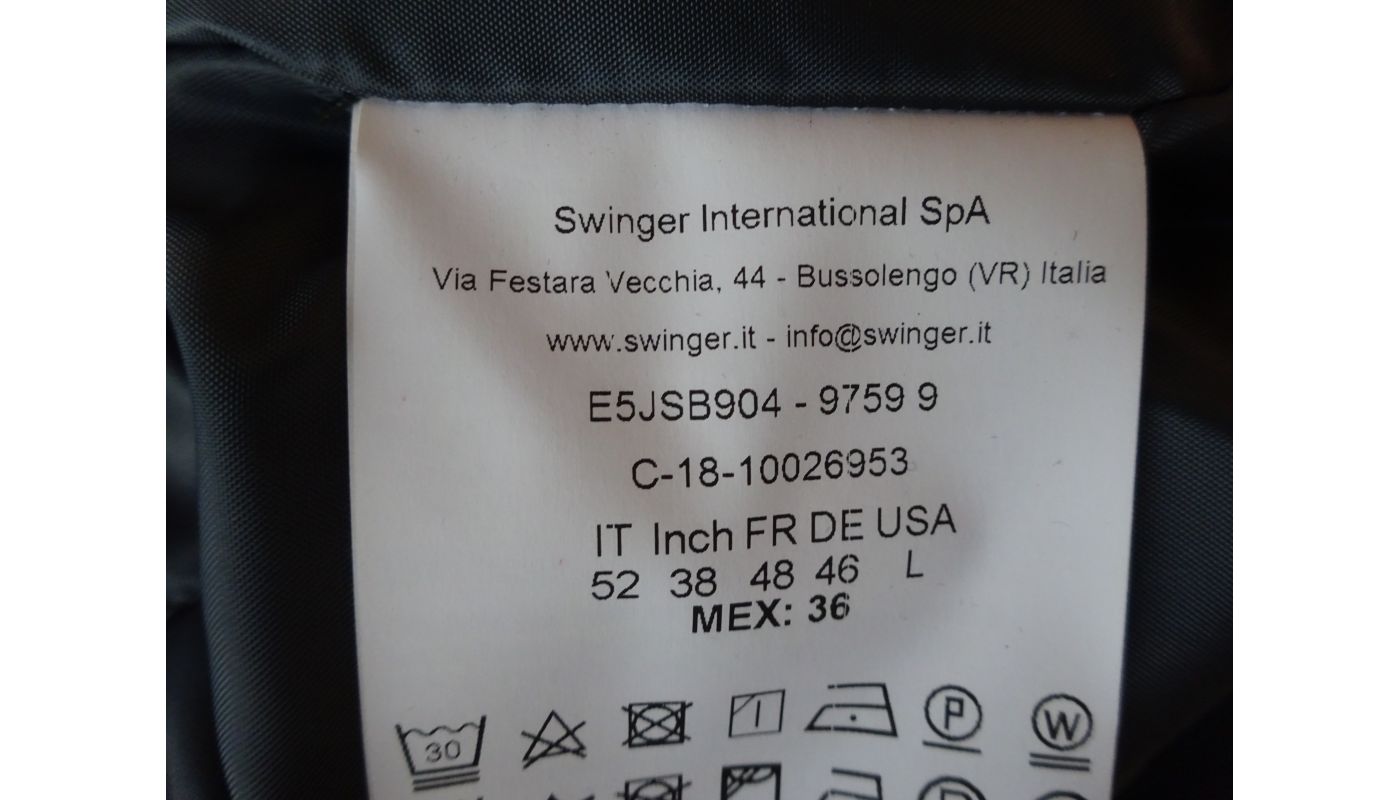 Swinger International SpA
Via Festara Vecchia, 44 - Bussolengo (VR) Italia
www.swinger.it - info@swinger.it
E5JSB904 - 9759 9
C-18-10026953
IT Inch FR DE USA
52 38 48 46 L
MEX: 36
30 P W